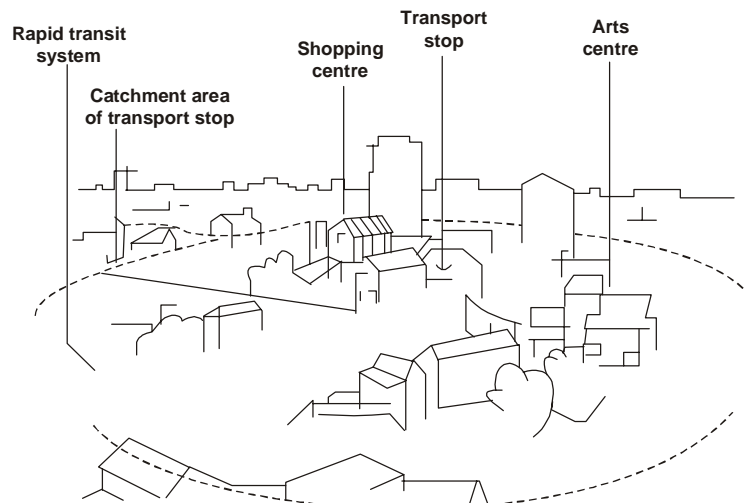 Rapid transit
system
Catchment area
of transport stop
Shopping
centre
Transport
stop
Arts
centre